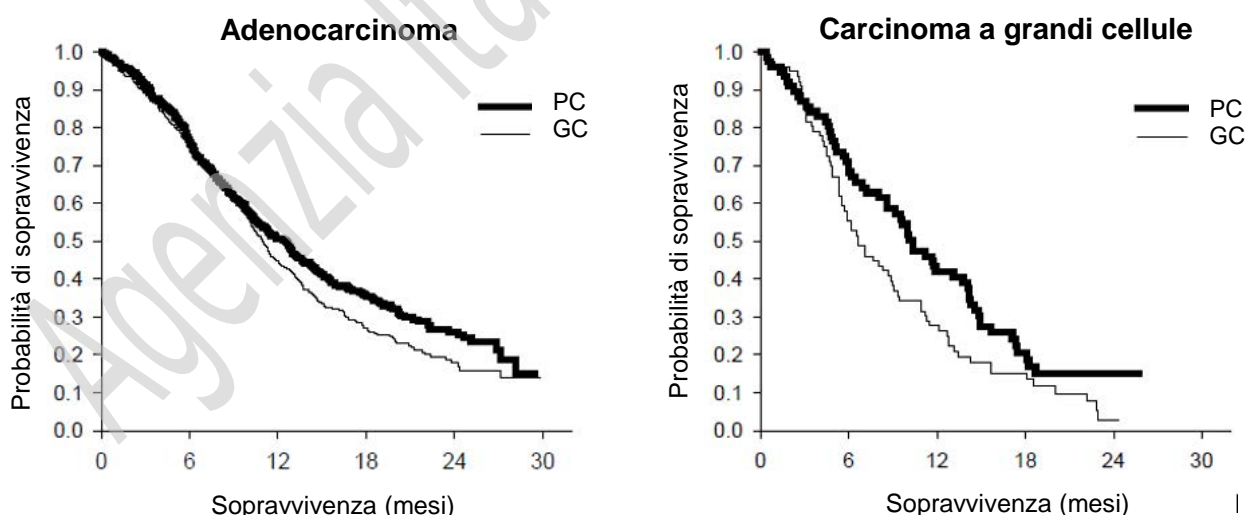 Adenocarcinoma
Probabilità di sopravvivenza
1.0
0.9
0.8
0.7
0.6
0.5
0.4
0.3
0.2
0.1
0.0
PC
GC
0 6 12 18 24 30
Sopravvivenza (mesi)
Carcinoma a grandi cellule
Probabilità di sopravvivenza
1.0
0.9
0.8
0.7
0.6
0.5
0.4
0.3
0.2
0.1
0.0
PC
GC
0 6 12 18 24 30
Sopravvivenza (mesi)
Agenzia